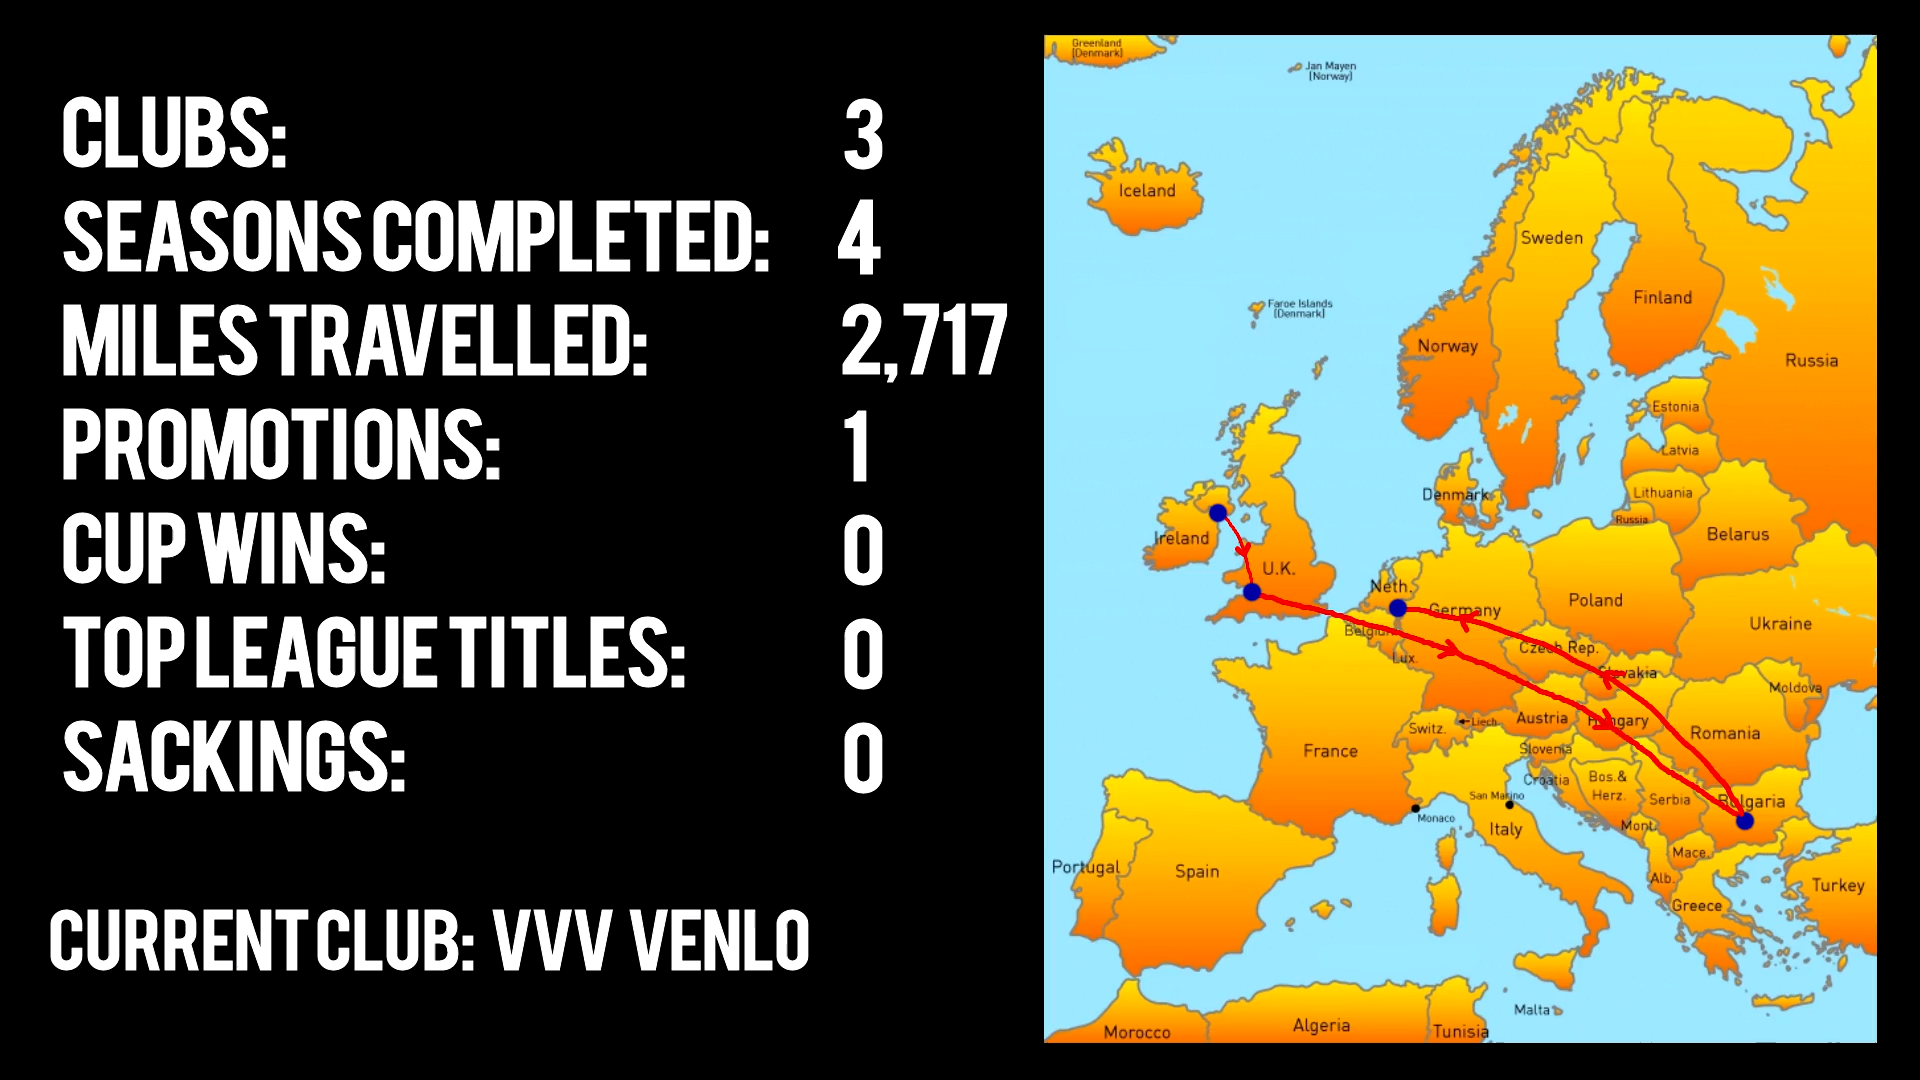 CLUBS: 3
SEASONS COMPLETED: 4
MILES TRAVELLED: 2,717
PROMOTIONS: 1
CUP WINS: 0
TOP LEAGUE TITLES: 0
SACKINGS: 0
CURRENT CLUB: VVV VENLO
Greenland
(Denmark)
Jan Mayen
(Norway)
Iceland
Sweden
Faroe Islands
(Denmark)
Finland
Norway
Russia
Estonia
Latvia
Denmark
Lithuania
Russia
Belarus
Ireland
U.K.
Neth.
Germany
Poland
Ukraine
Belgium
Czech Rep.
Lux.
Slovakia
Moldova
Switz.
Liech
Austria
Hungary
Romania
France
Slovenia
Croatia
Bos.&
Herz.
San Marino
Serbia
Bulgaria
Monaco
Italy
Mont.
Mace.
Portugal
Spain
Alb.
Turkey
Greece
Malta
Morocco
Algeria
Tunisia